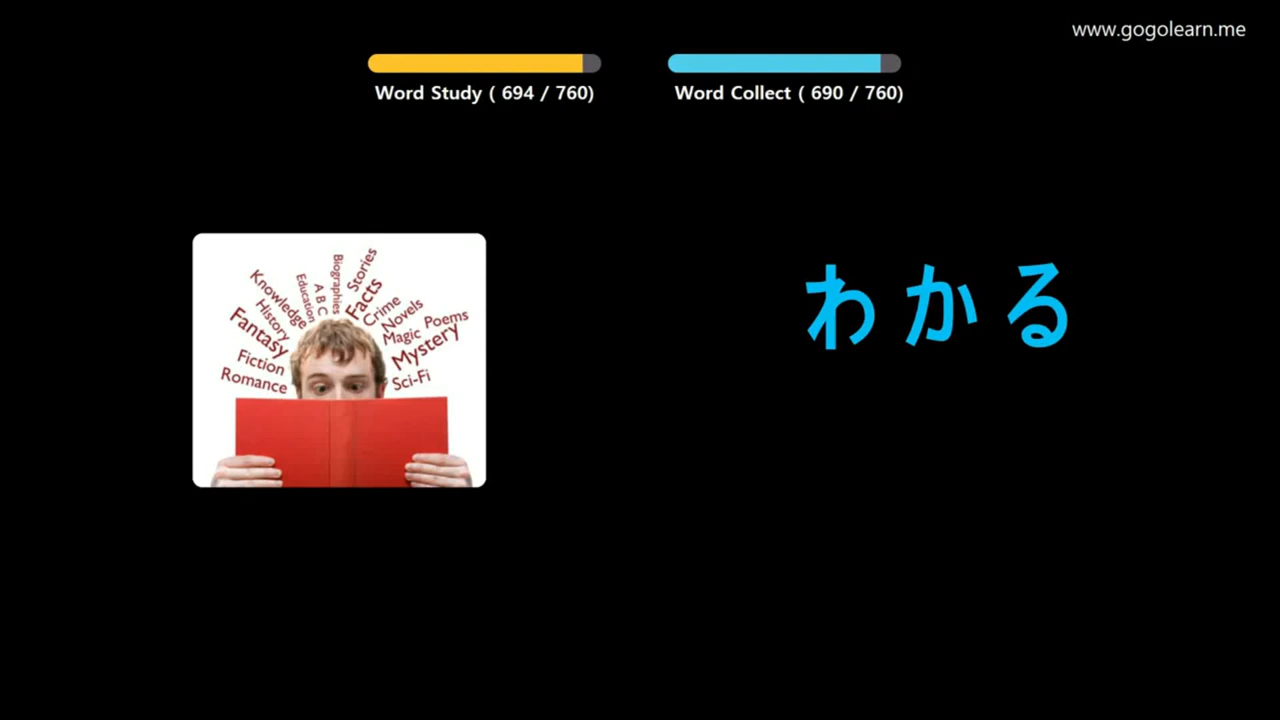 www.gogolearn.me
Word Study ( 694 / 760)
Word Collect ( 690 / 760)
わかる
Knowledge
History
Fantasy
Fiction
Romance
Education
A B C
Biographies
Stories
Facts
Crime
Novels
Magic
Poems
Mystery
Sci-Fi